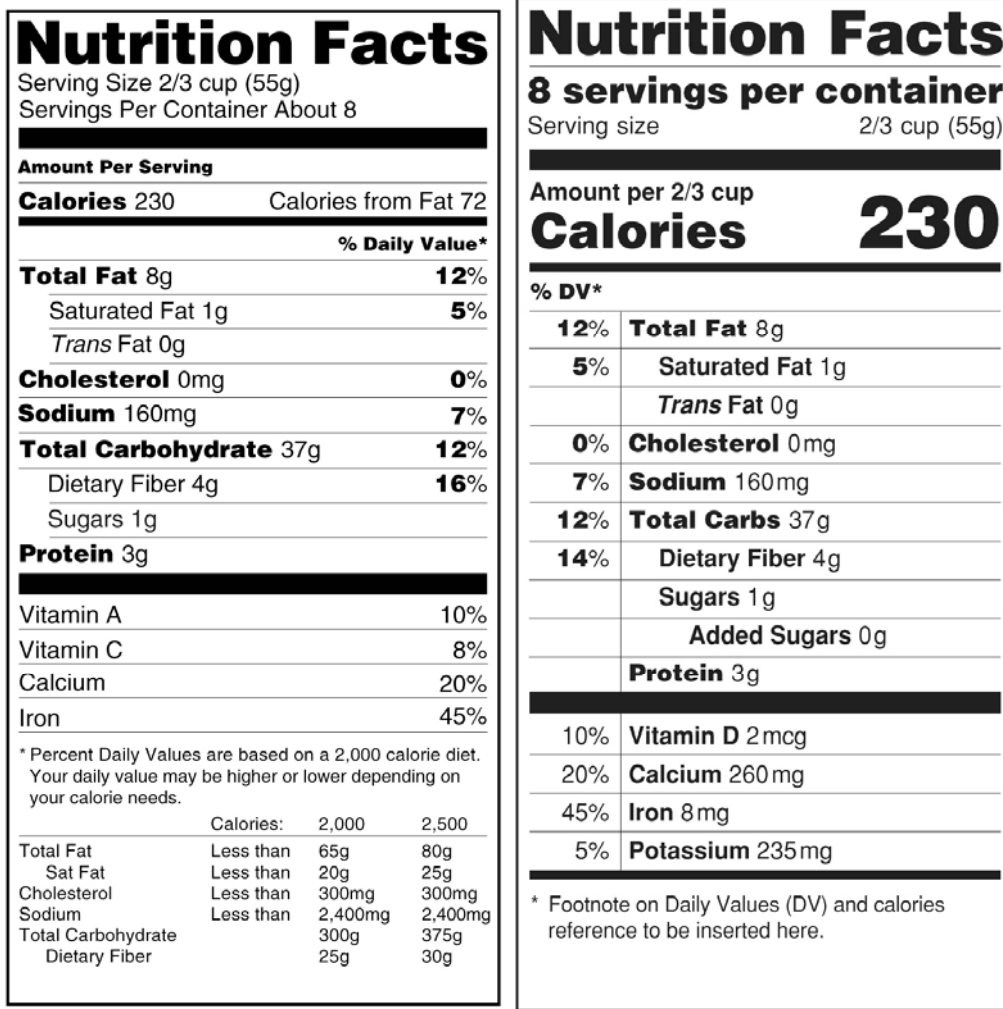 Nutrition Facts
Serving Size 2/3 cup (55g)
Servings Per Container About 8
Amount Per Serving
Calories 230 Calories from Fat 72
% Daily Value*
Total Fat 8g 12%
Saturated Fat 1g 5%
Trans Fat 0g
Cholesterol 0mg 0%
Sodium 160mg 7%
Total Carbohydrate 37g 12%
Dietary Fiber 4g 16%
Sugars 1g
Protein 3g
Vitamin A 10%
Vitamin C 8%
Calcium 20%
Iron 45%
* Percent Daily Values are based on a 2,000 calorie diet.
Your daily value may be higher or lower depending on
your calorie needs.
Calories: 2,000 2,500
Total Fat Less than 65g 80g
Sat Fat Less than 20g 25g
Cholesterol Less than 300mg 300mg
Sodium Less than 2,400mg 2,400mg
Total Carbohydrate 300g 375g
Dietary Fiber 25g 30g
Nutrition Facts
8 servings per container
Serving size 2/3 cup (55g)
Amount per 2/3 cup
Calories 230
% DV*
12% Total Fat 8g
5% Saturated Fat 1g
Trans Fat 0g
0% Cholesterol 0mg
7% Sodium 160mg
12% Total Carbs 37g
14% Dietary Fiber 4g
Sugars 1g
Added Sugars 0g
Protein 3g
10% Vitamin D 2mcg
20% Calcium 260mg
45% Iron 8mg
5% Potassium 235mg
* Footnote on Daily Values (DV) and calories
reference to be inserted here.